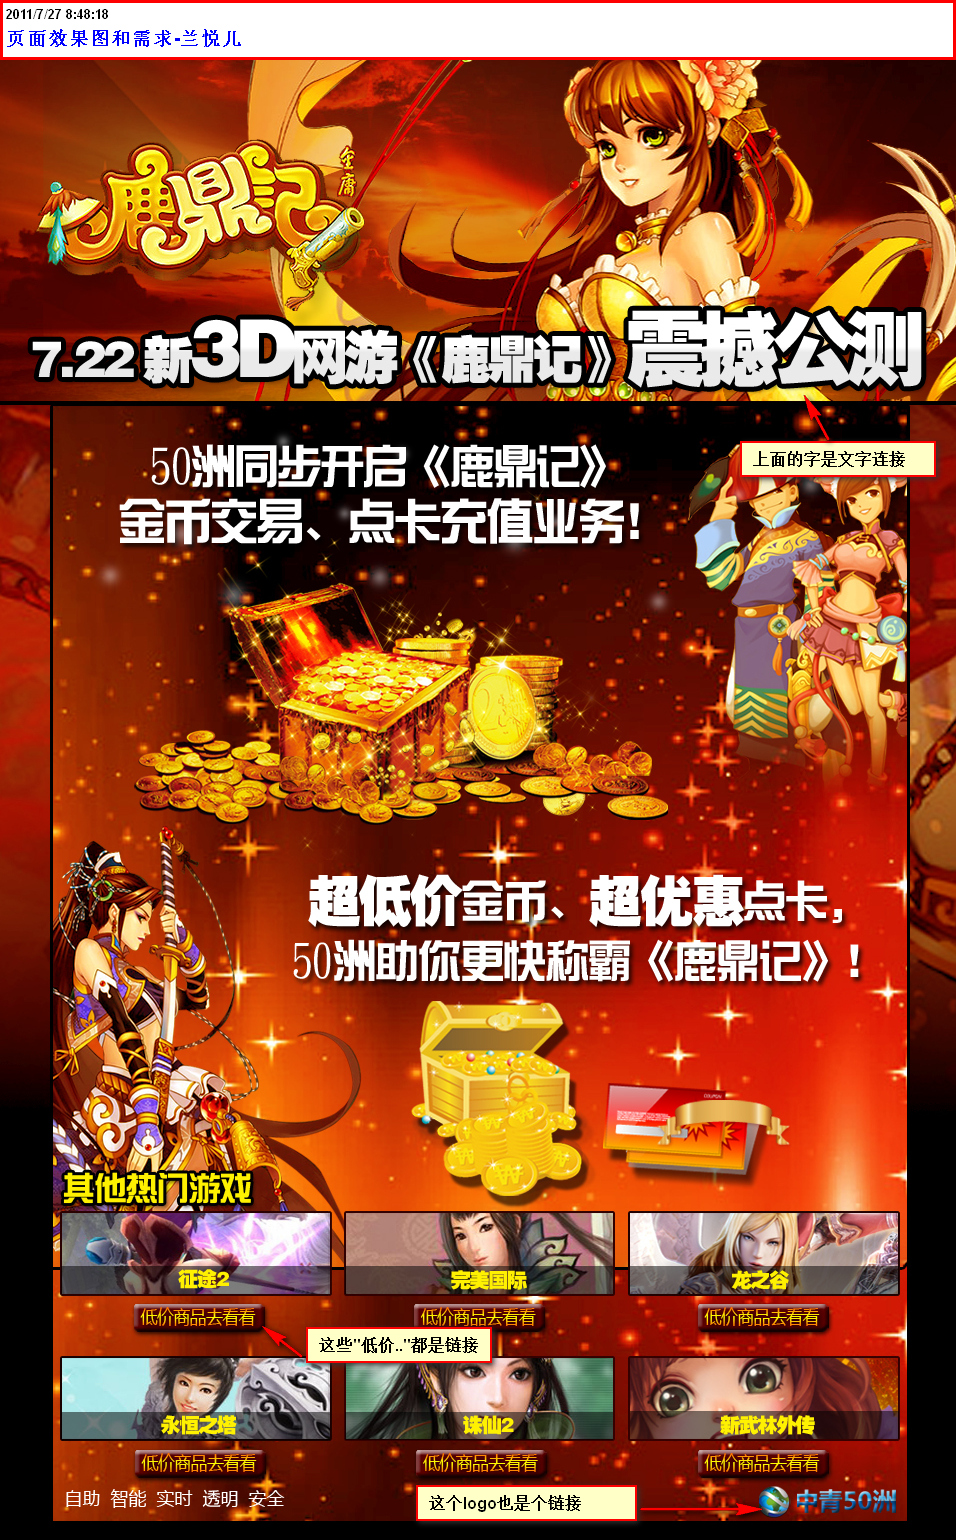 2011/7/27 8:48:18
页面效果图和需求-兰悦儿
金庸
鹿鼎记
7.22 新3D网游《鹿鼎记》震撼公测
上面的字是文字连接
50洲同步开启《鹿鼎记》
金币交易、点卡充值业务!
超低价金币、超优惠点卡，
50洲助你更快称霸《鹿鼎记》!
COUPON
其他热门游戏
征途2
完美国际
龙之谷
低价商品去看看
低价商品去看看
低价商品去看看
这些"低价.."都是链接
永恒之塔
诛仙2
新武林外传
低价商品去看看
低价商品去看看
低价商品去看看
自助 智能 实时 透明 安全
这个logo也是个链接
中青50洲